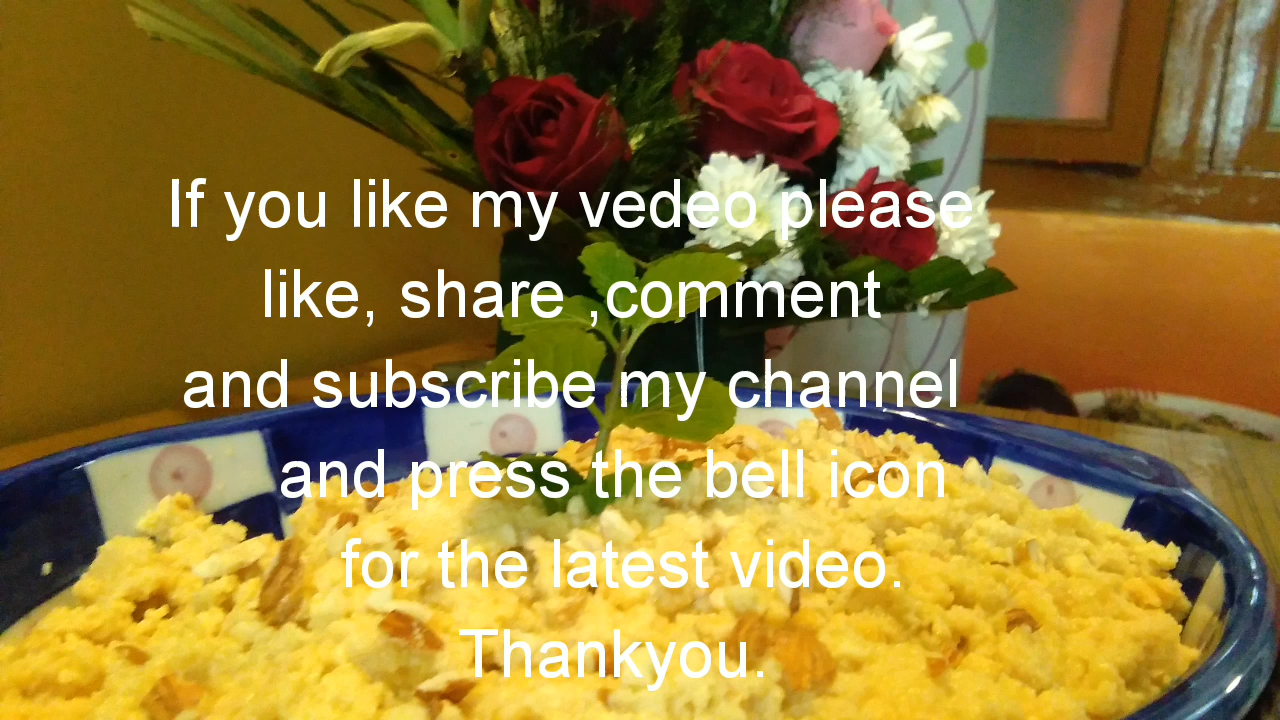 If you like my vedeo please
like, share ,comment
and subscribe my channel
and press the bell icon
for the latest video.
Thankyou.